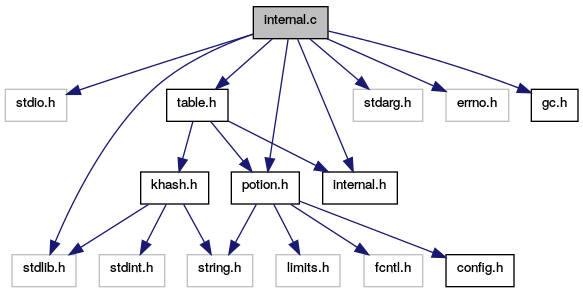 internal.c
stdio.h
table.h
stdarg.h
errno.h
gc.h
khash.h
potion.h
internal.h
stdlib.h
stdint.h
string.h
limits.h
fcntl.h
config.h